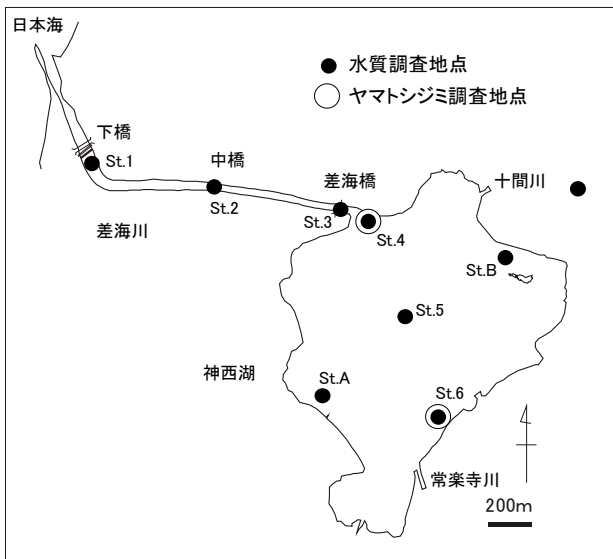 日本海
水質調査地点
ヤマトシジミ調査地点
下橋
St.1
中橋
St.2
差海橋
St.3
十間川
St.4
差海川
St.B
St.5
神西湖
St.A
St.6
常楽寺川
200m